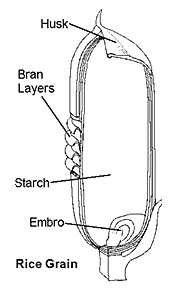 Husk
Bran
Layers
Starch
Embro
Rice Grain